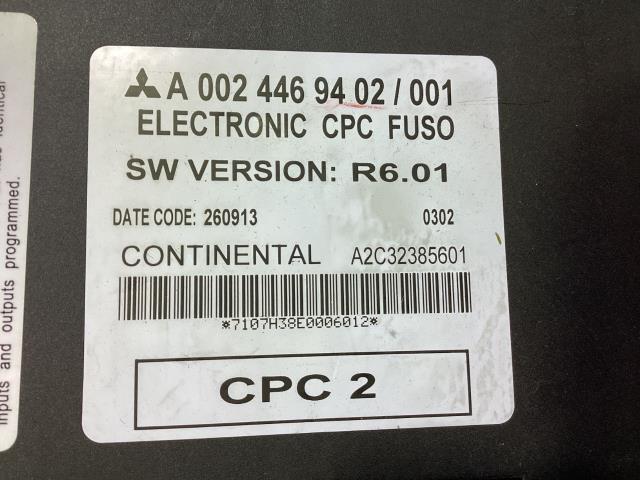 A 002 446 94 02 / 001
ELECTRONIC CPC FUSO
SW VERSION: R6.01
DATE CODE: 260913 0302
CONTINENTAL A2C32385601
*7107H38E0006012*
CPC 2
identical
Inputs and outputs programmed.